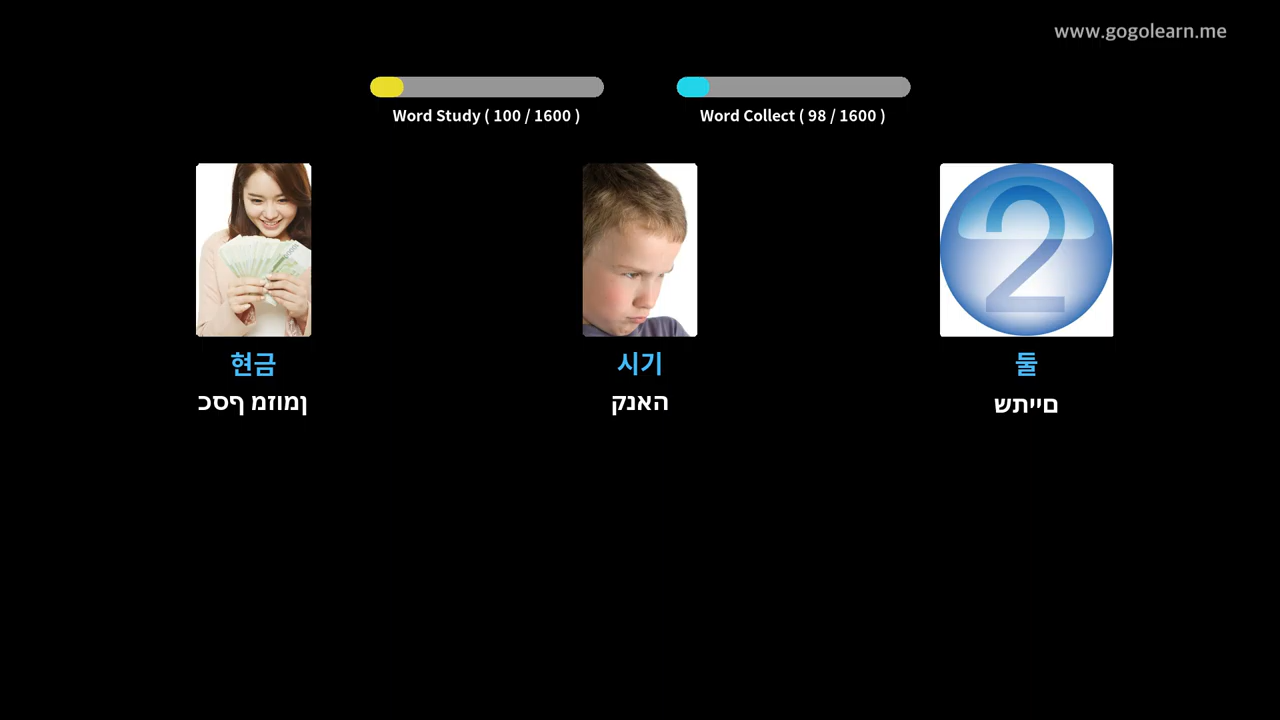 www.gogolearn.me
Word Study ( 100 / 1600 )
Word Collect ( 98 / 1600 )
2
현금
כסף מזומן
시기
קנאה
둘
שתיים